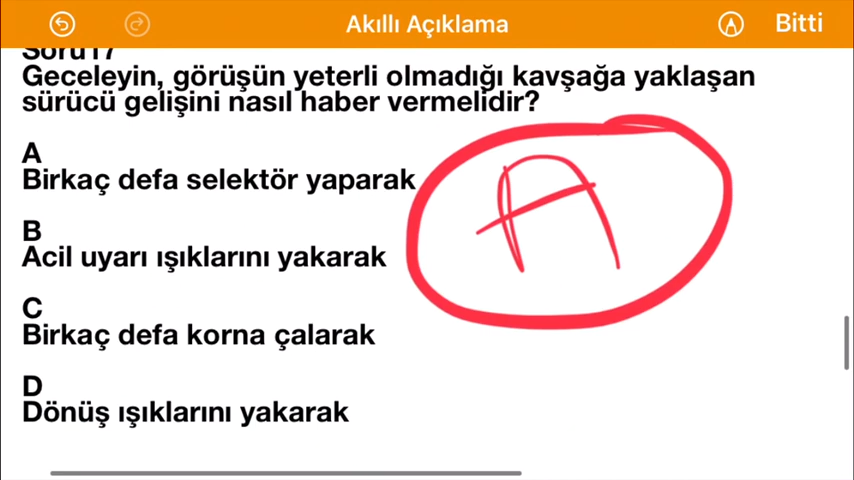 Akıllı Açıklama
Bitti
Soru17
Geceleyin, görüşün yeterli olmadığı kavşağa yaklaşan
sürücü gelişini nasıl haber vermelidir?
A
Birkaç defa selektör yaparak
A
B
Acil uyarı ışıklarını yakarak
C
Birkaç defa korna çalarak
D
Dönüş ışıklarını yakarak